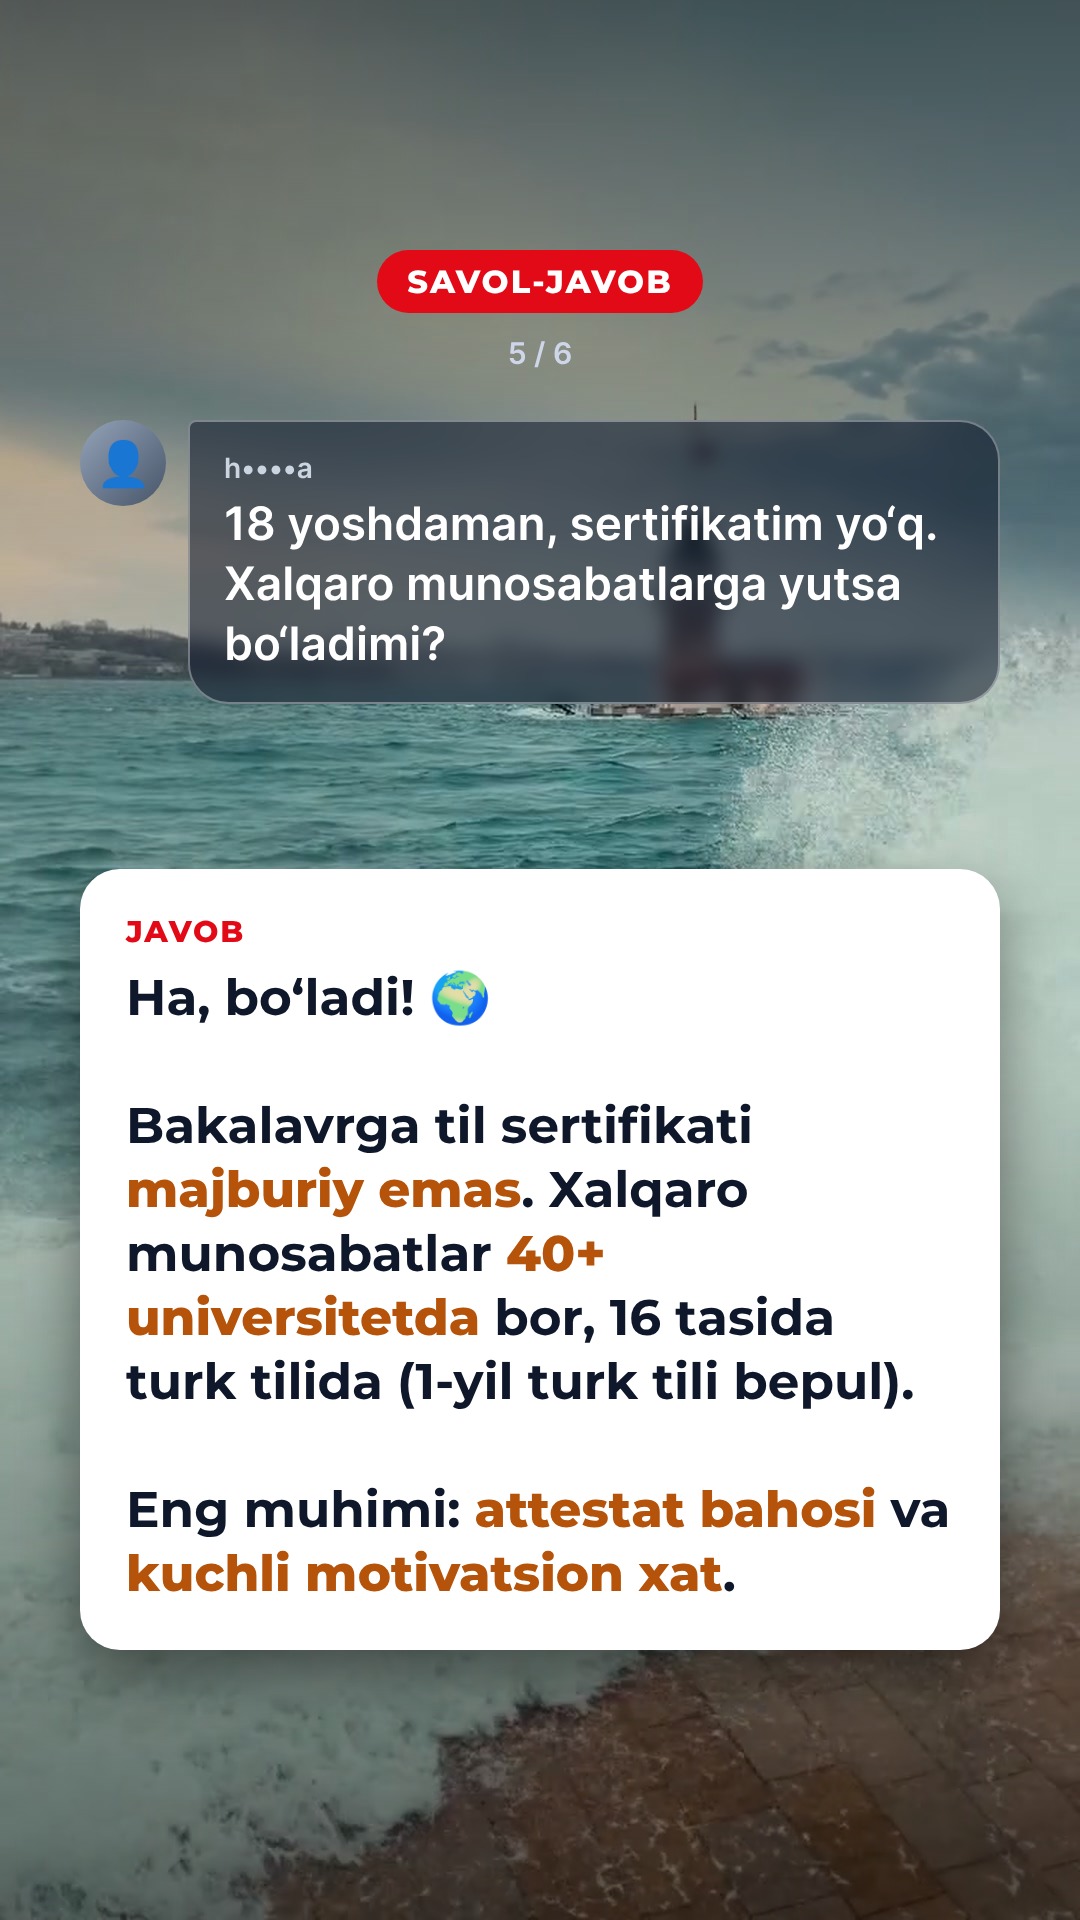 SAVOL-JAVOB
5 / 6
h••••a
18 yoshdaman, sertifikatim yo‘q.
Xalqaro munosabatlarga yutsa
bo‘ladimi?
JAVOB
Ha, bo‘ladi! 🌍
Bakalavrga til sertifikati
majburiy emas. Xalqaro
munosabatlar 40+
universitetda bor, 16 tasida
turk tilida (1-yil turk tili bepul).
Eng muhimi: attestat bahosi va
kuchli motivatsion xat.